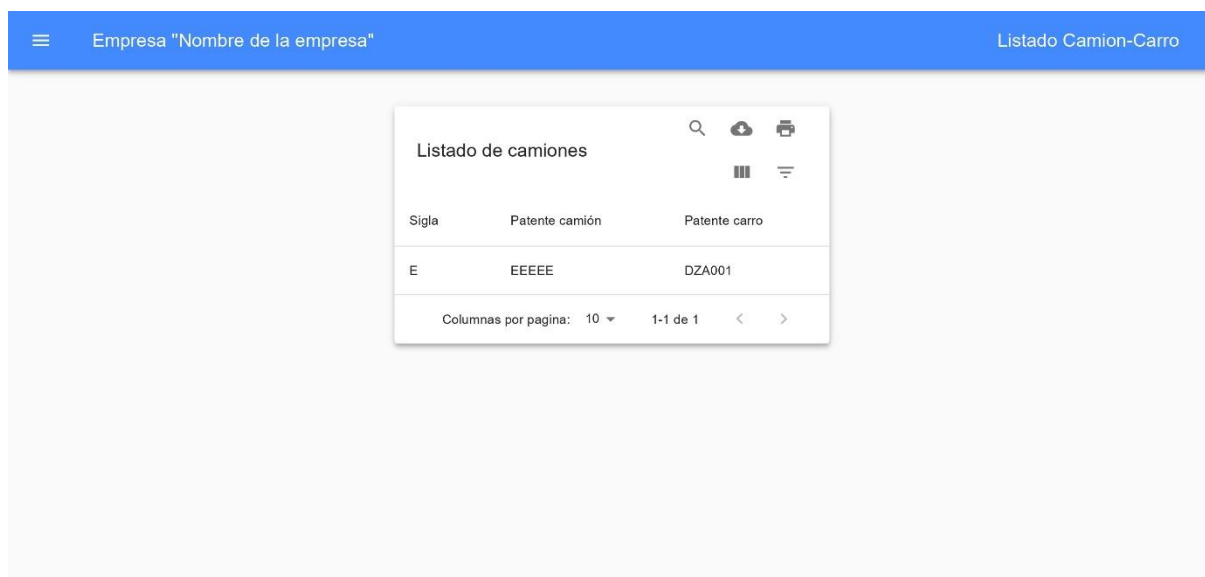 Empresa "Nombre de la empresa" Listado Camion-Carro
Listado de camiones
Sigla Patente camión Patente carro
E EEEEE DZA001
Columnas por pagina: 10 1-1 de 1